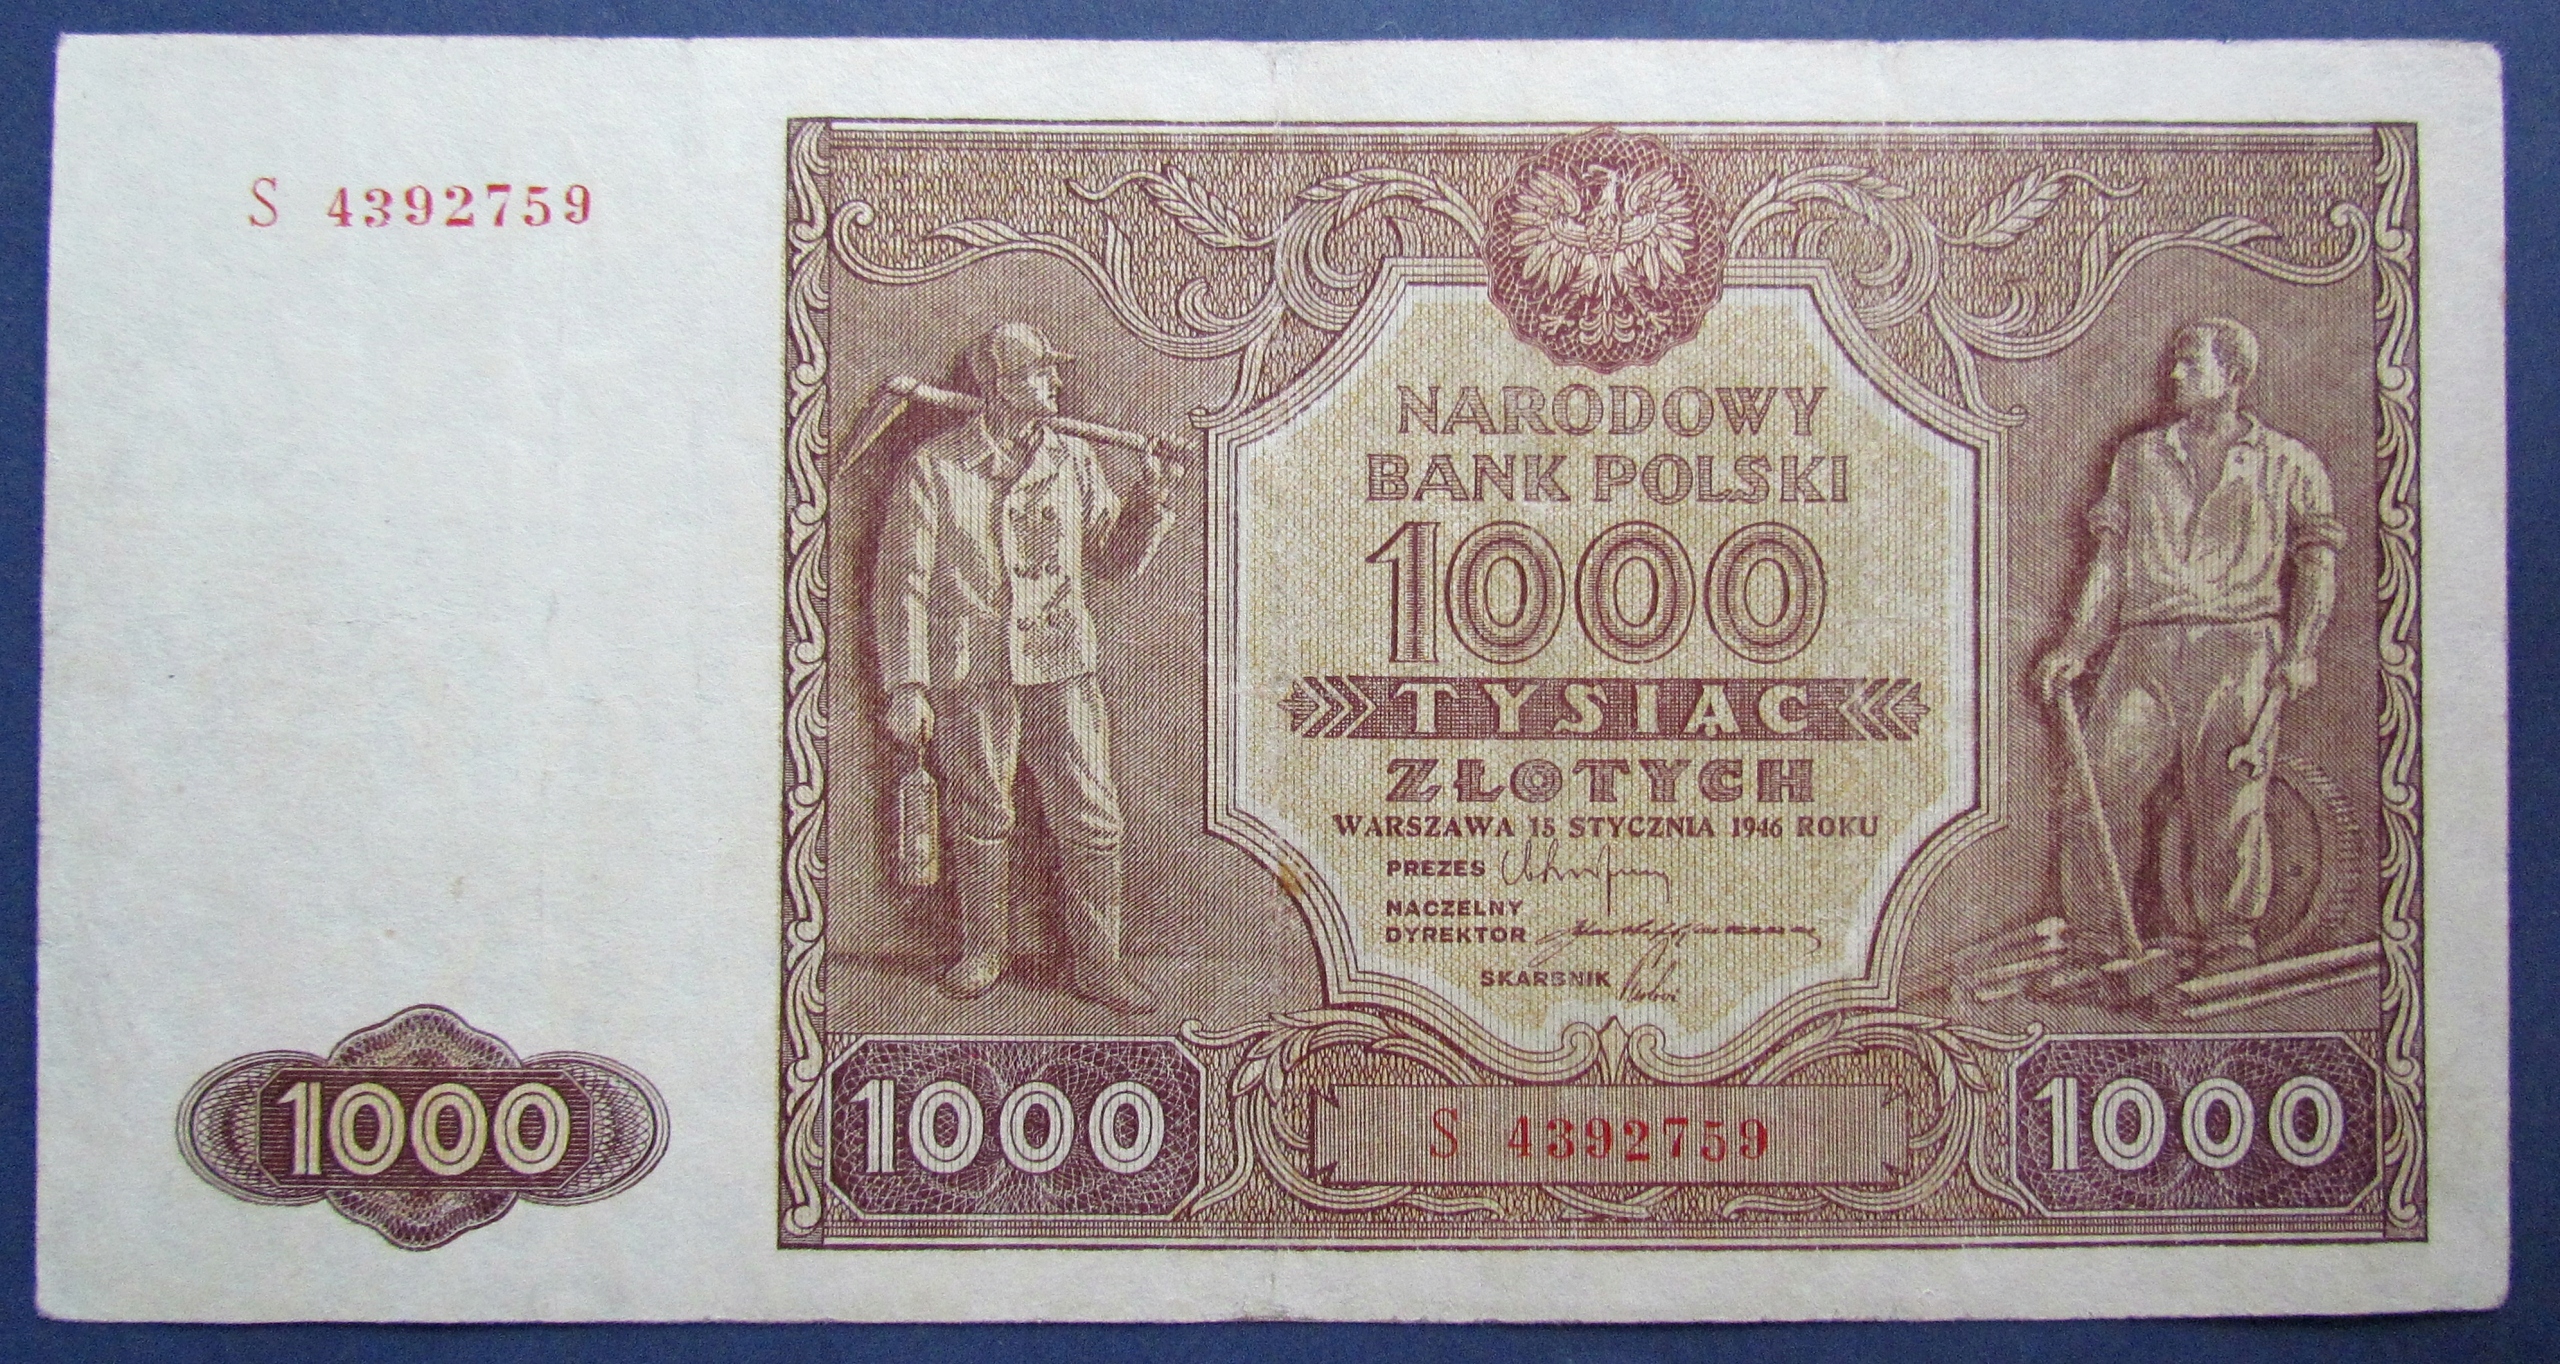 S 4392759
NARODOWY
BANK POLSKI
1000
TYSIĄC
ZŁOTYCH
WARSZAWA 15 STYCZNIA 1946 ROKU
PREZES
NACZELNY
DYREKTOR
SKARBNIK
1000
1000
S 4392759
1000